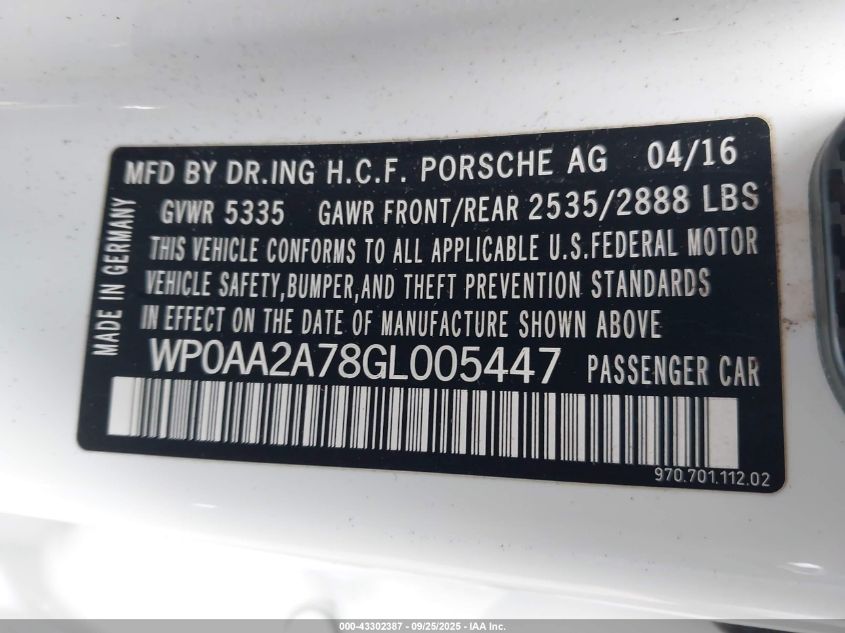 MFD BY DR.ING H.C.F. PORSCHE AG 04/16
GVWR 5335 GAWR FRONT/REAR 2535/2888 LBS
THIS VEHICLE CONFORMS TO ALL APPLICABLE U.S.FEDERAL MOTOR
VEHICLE SAFETY,BUMPER,AND THEFT PREVENTION STANDARDS
IN EFFECT ON THE DATE OF MANUFACTURE SHOWN ABOVE
WP0AA2A78GL005447 PASSENGER CAR
MADE IN GERMANY
970.701.112.02
000-43302387 - 09/25/2025 - IAA Inc.